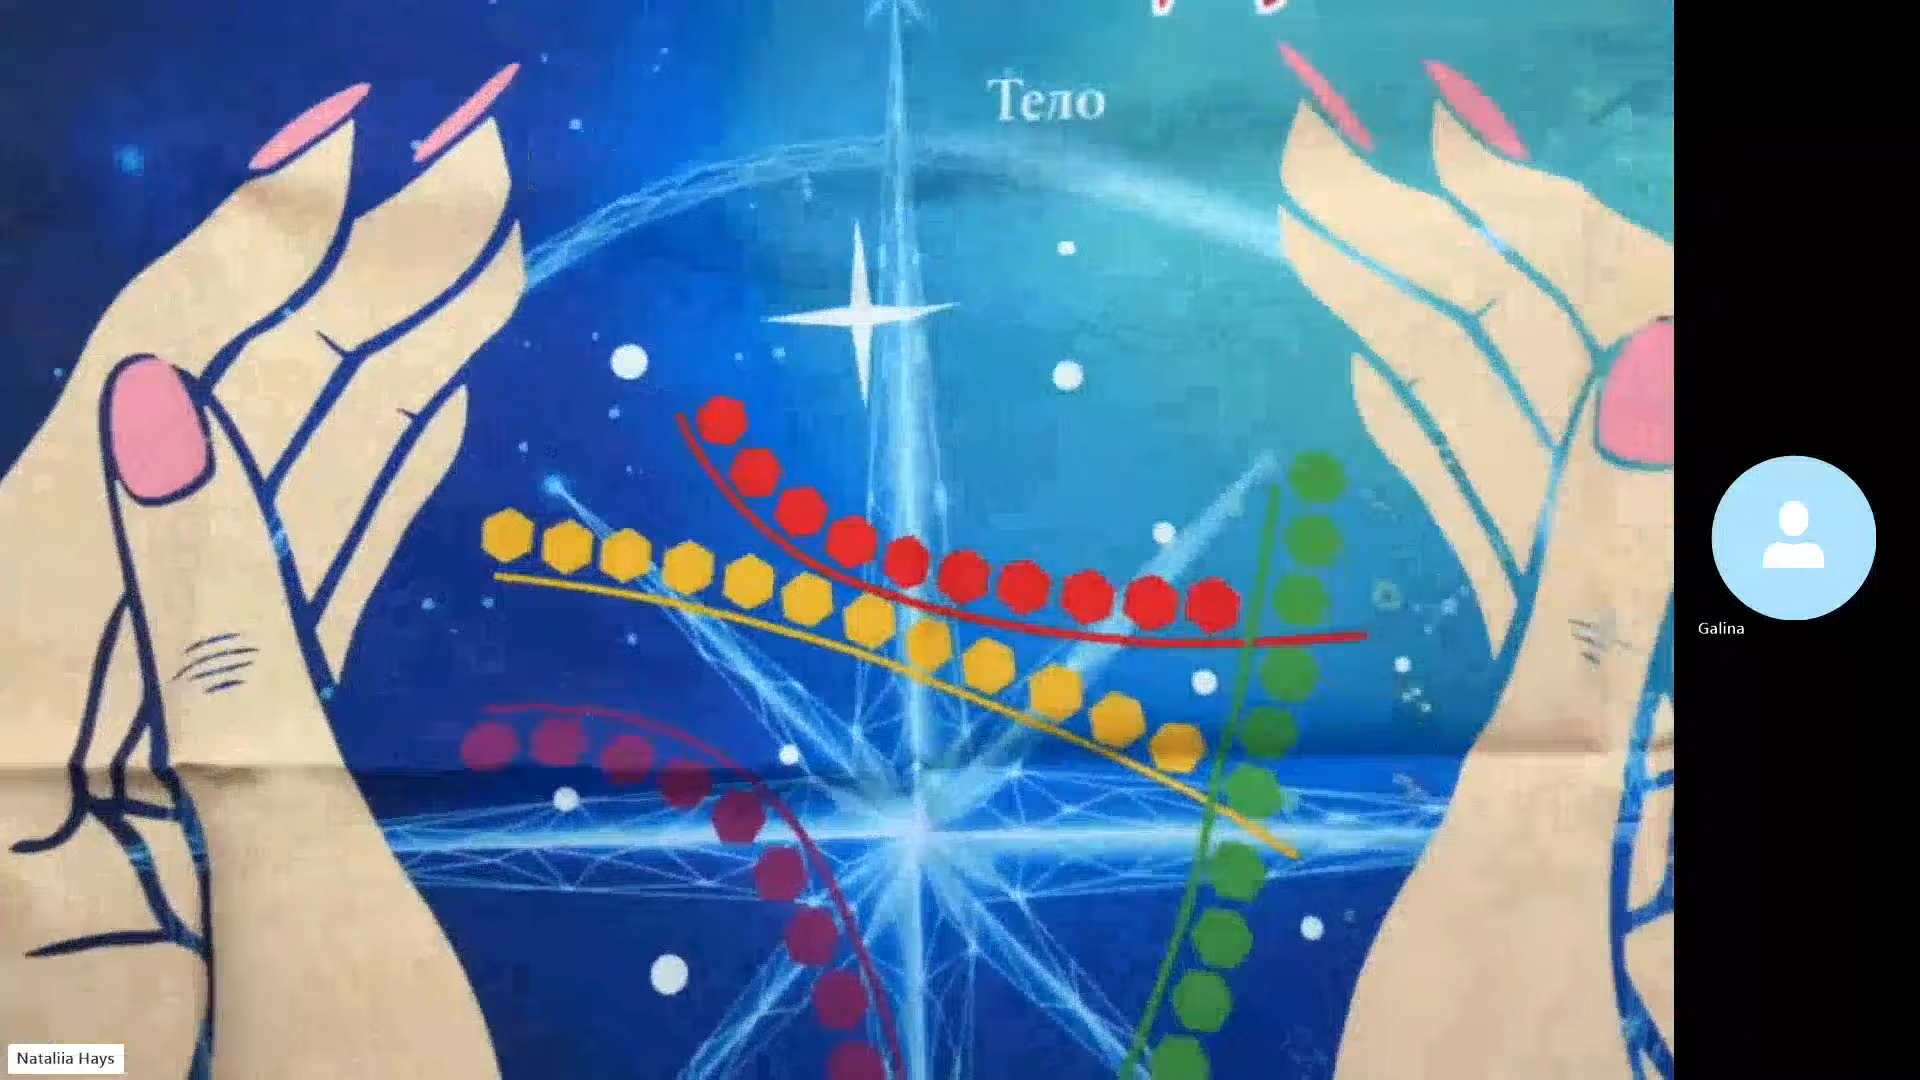 Тело
Galina
Nataliia Hays